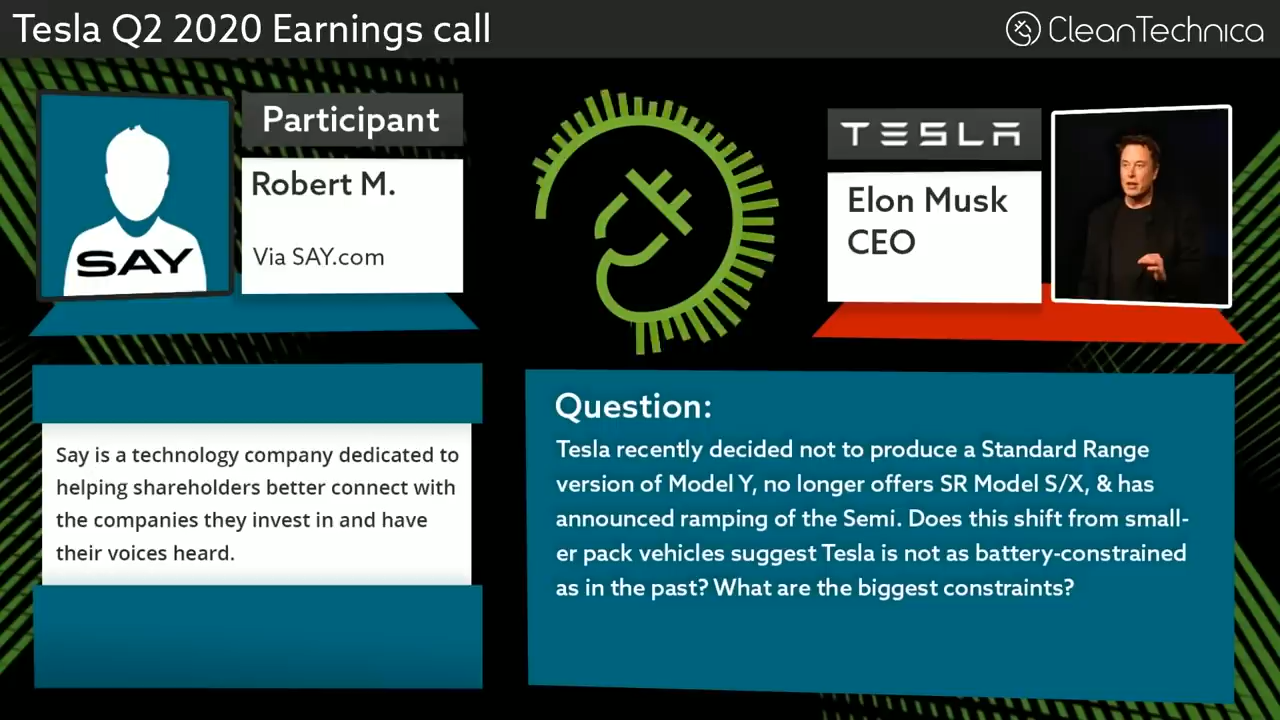 Tesla Q2 2020 Earnings call
CleanTechnica
Participant
Robert M.
Via SAY.com
SAY
TESLA
Elon Musk
CEO
Say is a technology company dedicated to
helping shareholders better connect with
the companies they invest in and have
their voices heard.
Question:
Tesla recently decided not to produce a Standard Range
version of Model Y, no longer offers SR Model S/X, & has
announced ramping of the Semi. Does this shift from small-
er pack vehicles suggest Tesla is not as battery-constrained
as in the past? What are the biggest constraints?